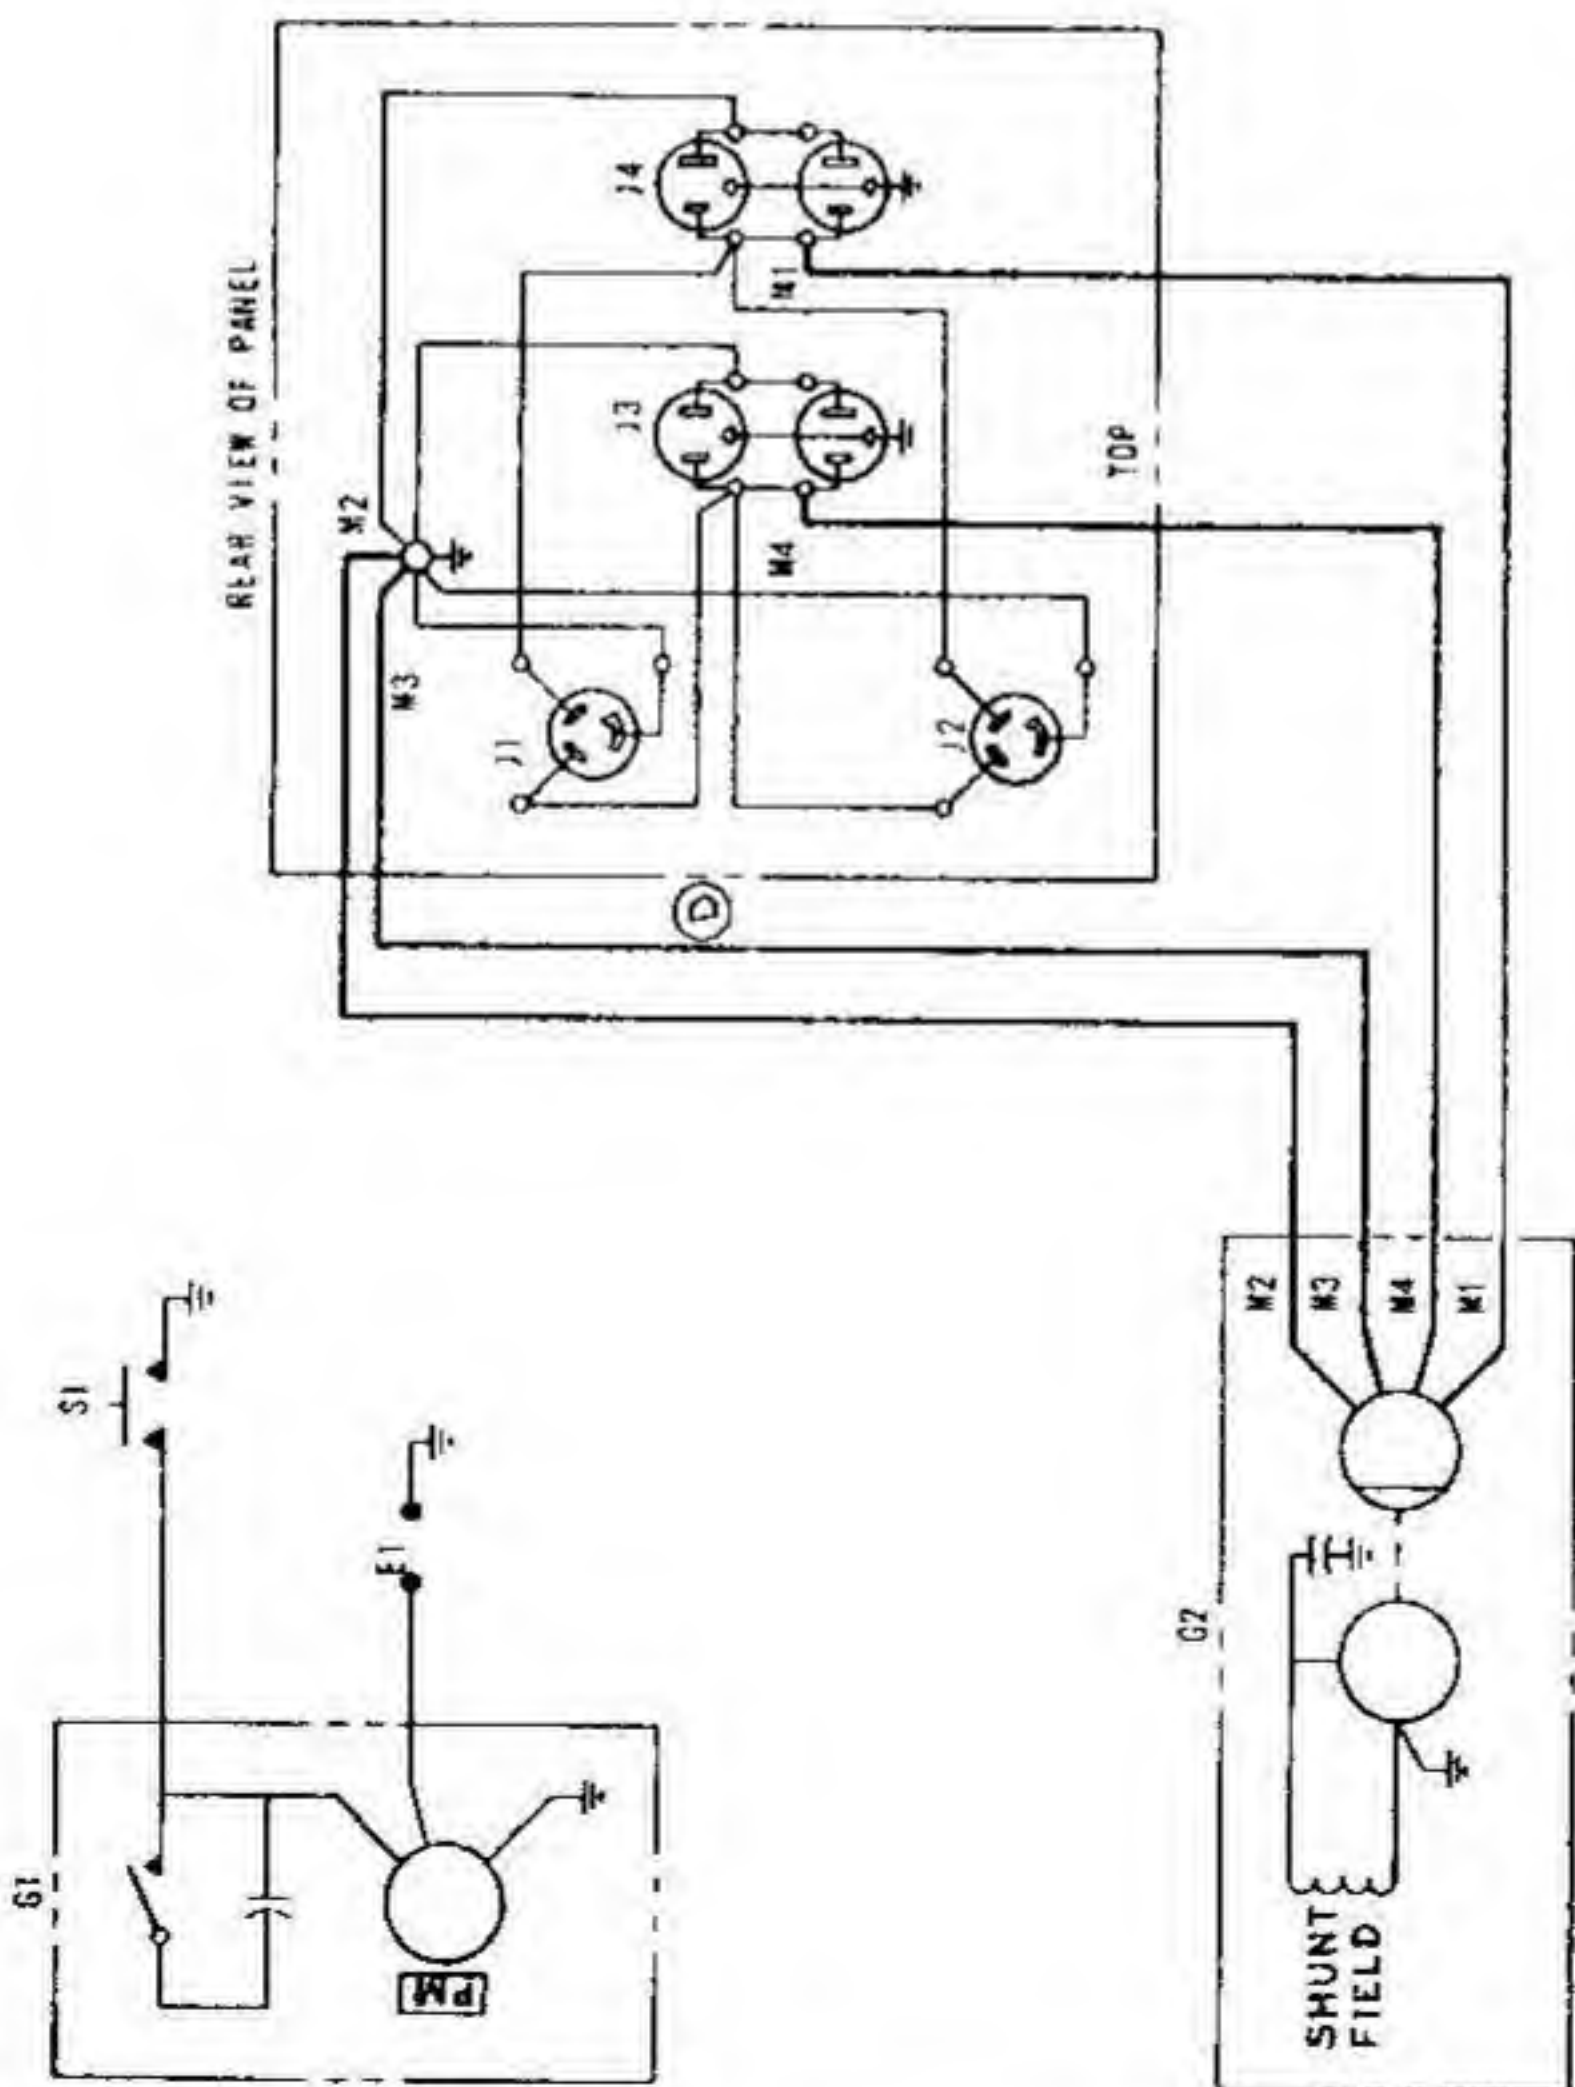 REAR VIEW OF PANEL
J4
M2
M1
J3
M3
M4
TOP
J1
J2
D
S1
E1
G1
PM
G2
M2
M3
M4
M1
SHUNT
FIELD